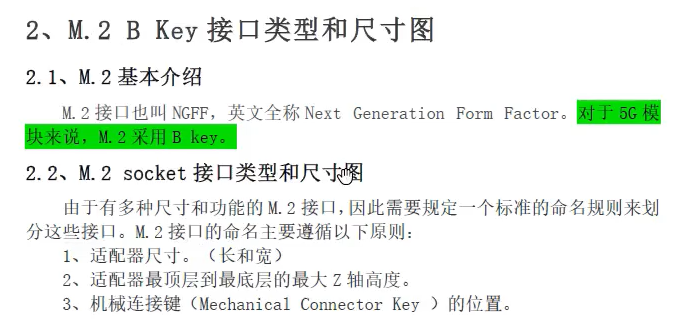 2、M.2 B Key 接口类型和尺寸图
2.1、M.2 基本介绍
M.2 接口也叫 NGFF，英文全称 Next Generation Form Factor。对于 5G 模
块来说，M.2 采用 B key。
2.2、M.2 socket 接口类型和尺寸图
由于有多种尺寸和功能的 M.2 接口，因此需要规定一个标准的命名规则来划
分这些接口。M.2 接口的命名主要遵循以下原则：
1、适配器尺寸。（长和宽）
2、适配器最顶层到最底层的最大 Z 轴高度。
3、机械连接键（Mechanical Connector Key ）的位置。